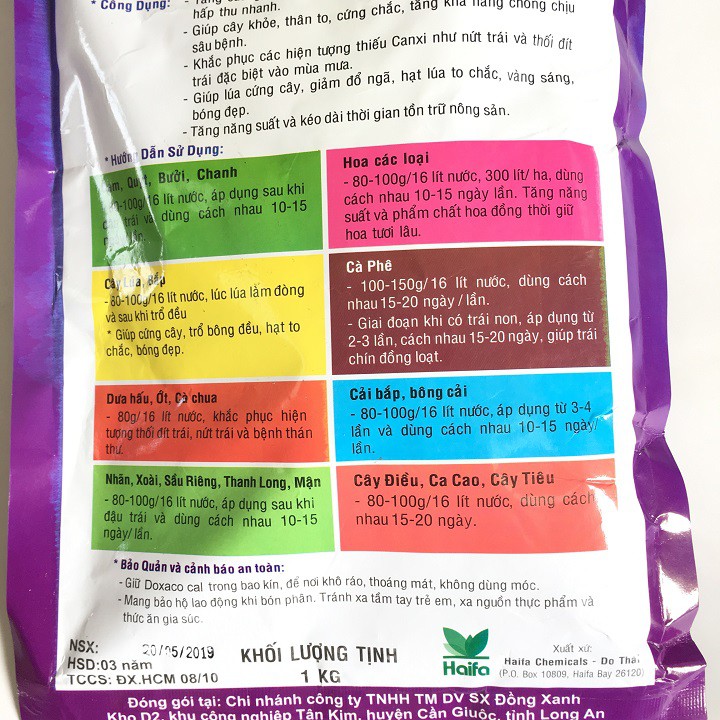 * Công Dụng:
hấp thu nhanh.
- Giúp cây khỏe, thân to, cứng chắc, tăng khả năng chống chịu
sâu bệnh.
- Khắc phục các hiện tượng thiếu Canxi như nứt trái và thối đít
trái đặc biệt vào mùa mưa.
- Giúp lúa cứng cây, giảm đổ ngã, hạt lúa to chắc, vàng sáng,
bóng đẹp.
- Tăng năng suất và kéo dài thời gian tồn trữ nông sản.
* Hướng Dẫn Sử Dụng:
Cam, Quýt, Bưởi, Chanh
- 80-100g/16 lít nước, áp dụng sau khi
trái và dùng cách nhau 10-15
lần.
Hoa các loại
- 80-100g/16 lít nước, 300 lít/ ha, dùng
cách nhau 10-15 ngày lần. Tăng năng
suất và phẩm chất hoa đồng thời giữ
hoa tươi lâu.
Cây Lúa, Bắp
- 80-100g/16 lít nước, lúc lúa làm đòng
và sau khi trổ đều
* Giúp cứng cây, trổ bông đều, hạt to
chắc, bóng đẹp.
Cà Phê
- 100-150g/16 lít nước, dùng cách
nhau 15-20 ngày / lần.
- Giai đoạn khi có trái non, áp dụng từ
2-3 lần, cách nhau 15-20 ngày, giúp trái
chín đồng loạt.
Dưa hấu, Ớt, Cà chua
- 80g/16 lít nước, khắc phục hiện
tượng thối đít trái, nứt trái và bệnh thán
thư.
Cải bắp, bông cải
- 80-100g/16 lít nước, áp dụng từ 3-4
lần và dùng cách nhau 10-15 ngày/
lần.
Nhãn, Xoài, Sầu Riêng, Thanh Long, Mận
- 80-100g/16 lít nước, áp dụng sau khi
đậu trái và dùng cách nhau 10-15
ngày/ lần.
Cây Điều, Ca Cao, Cây Tiêu
- 80-100g/16 lít nước, dùng cách
nhau 15-20 ngày.
* Bảo Quản và cảnh báo an toàn:
- Giữ Doxaco cal trong bao kín, để nơi khô ráo, thoáng mát, không dùng móc.
- Mang bảo hộ lao động khi bón phân. Tránh xa tầm tay trẻ em, xa nguồn thực phẩm và
thức ăn gia súc.
NSX: 20/05/2019
HSD:03 năm
TCCS: ĐX.HCM 08/10
KHỐI LƯỢNG TỊNH
1 KG
Haifa
Xuất xứ:
Haifa Chemicals - Do Thái
(P.O. Box 10809, Haifa Bay 26120)
Đóng gói tại: Chi nhánh công ty TNHH TM DV SX Đồng Xanh
Kho D2, khu công nghiệp Tân Kim, huyện Cần Giuộc, tỉnh Long An